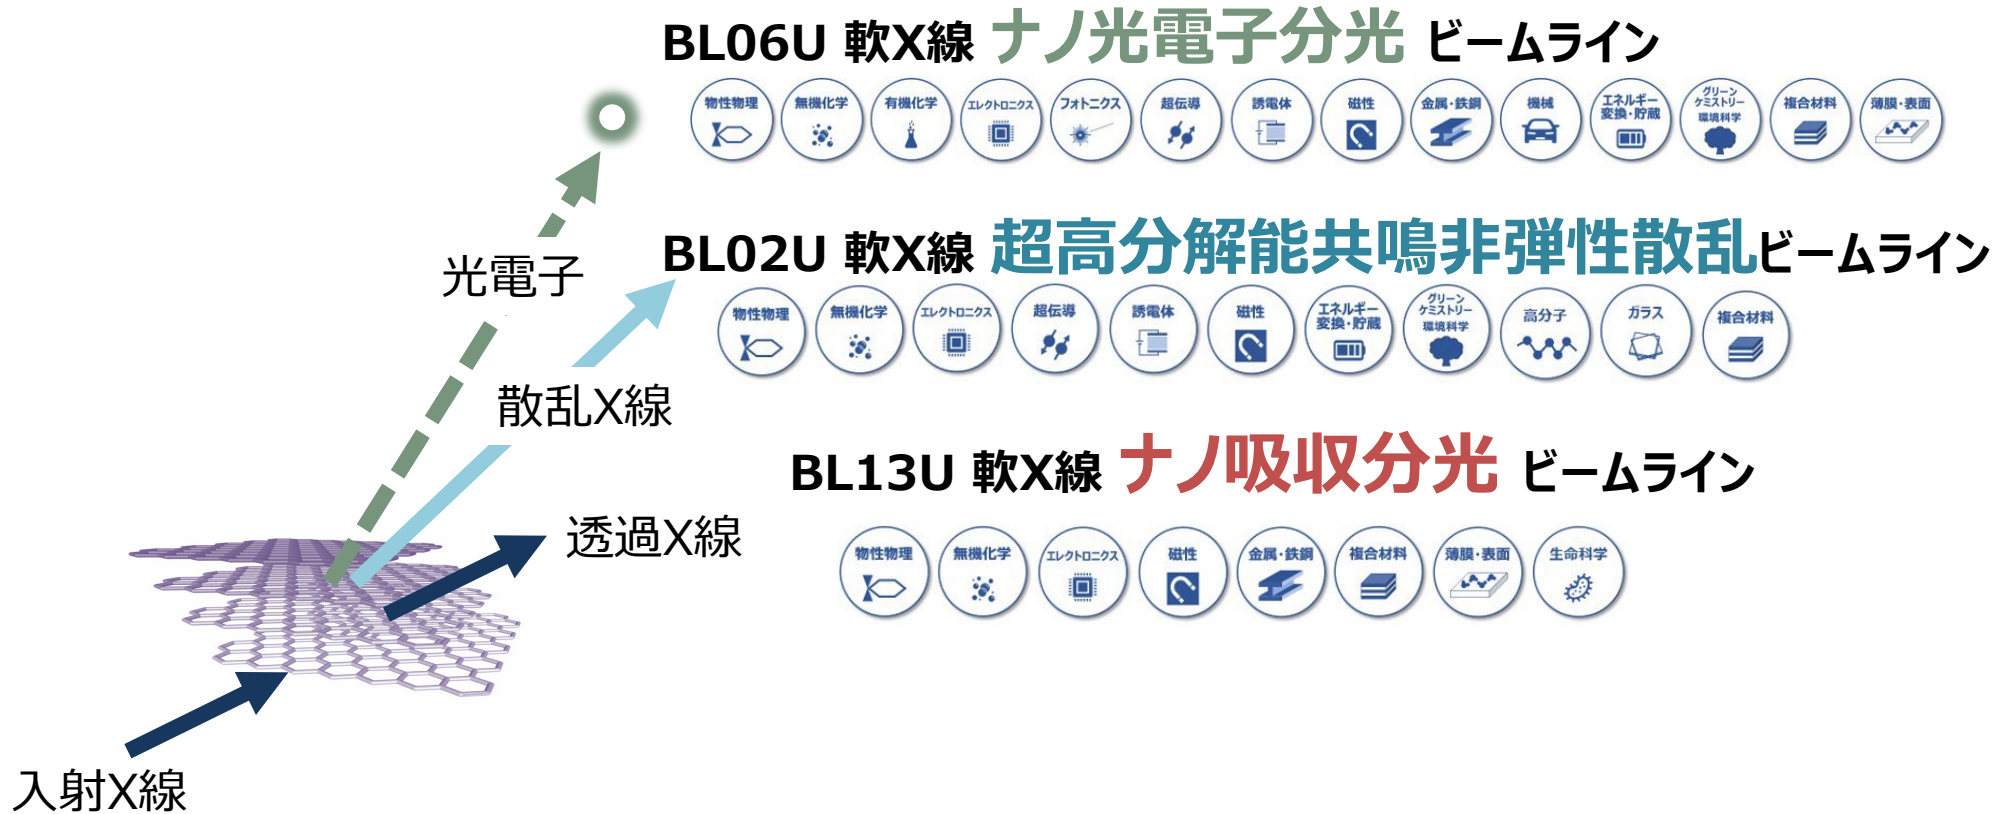 BL06U 軟X線 ナノ光電子分光 ビームライン
物性物理 無機化学 有機化学 エレクトロニクス フォトニクス 超伝導 誘電体 磁性 金属・鉄鋼 機械 エネルギー変換・貯蔵 グリーンケミストリー環境科学 複合材料 薄膜・表面
光電子
BL02U 軟X線 超高分解能共鳴非弾性散乱ビームライン
物性物理 無機化学 エレクトロニクス 超伝導 誘電体 磁性 エネルギー変換・貯蔵 グリーンケミストリー環境科学 高分子 ガラス 複合材料
散乱X線
BL13U 軟X線 ナノ吸収分光 ビームライン
透過X線
物性物理 無機化学 エレクトロニクス 磁性 金属・鉄鋼 複合材料 薄膜・表面 生命科学
入射X線